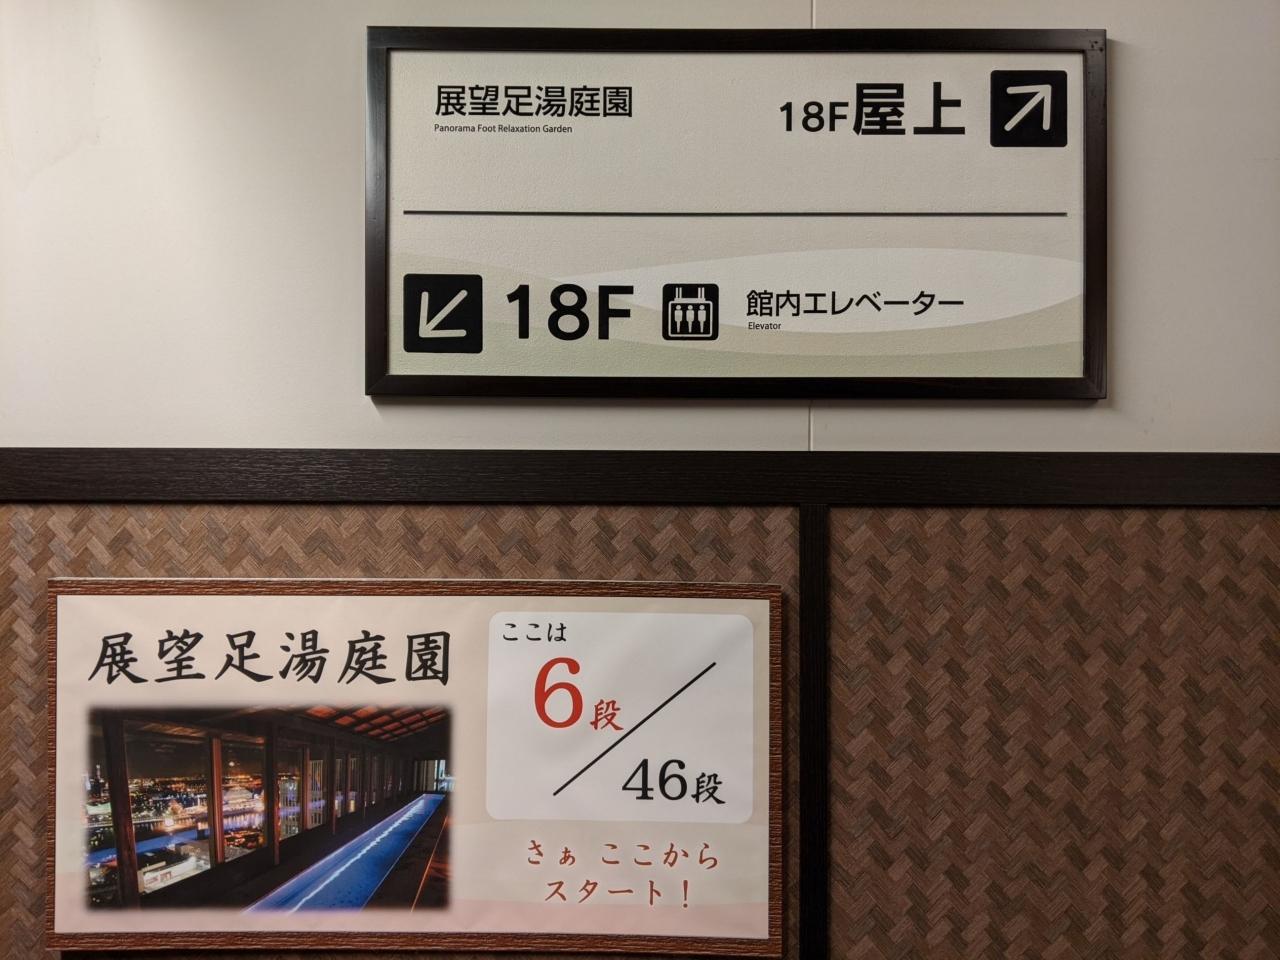 展望足湯庭園
Panorama Foot Relaxation Garden
18F屋上
18F
館内エレベーター
Elevator
展望足湯庭園
ここは
6段
46段
さぁ ここから
スタート!